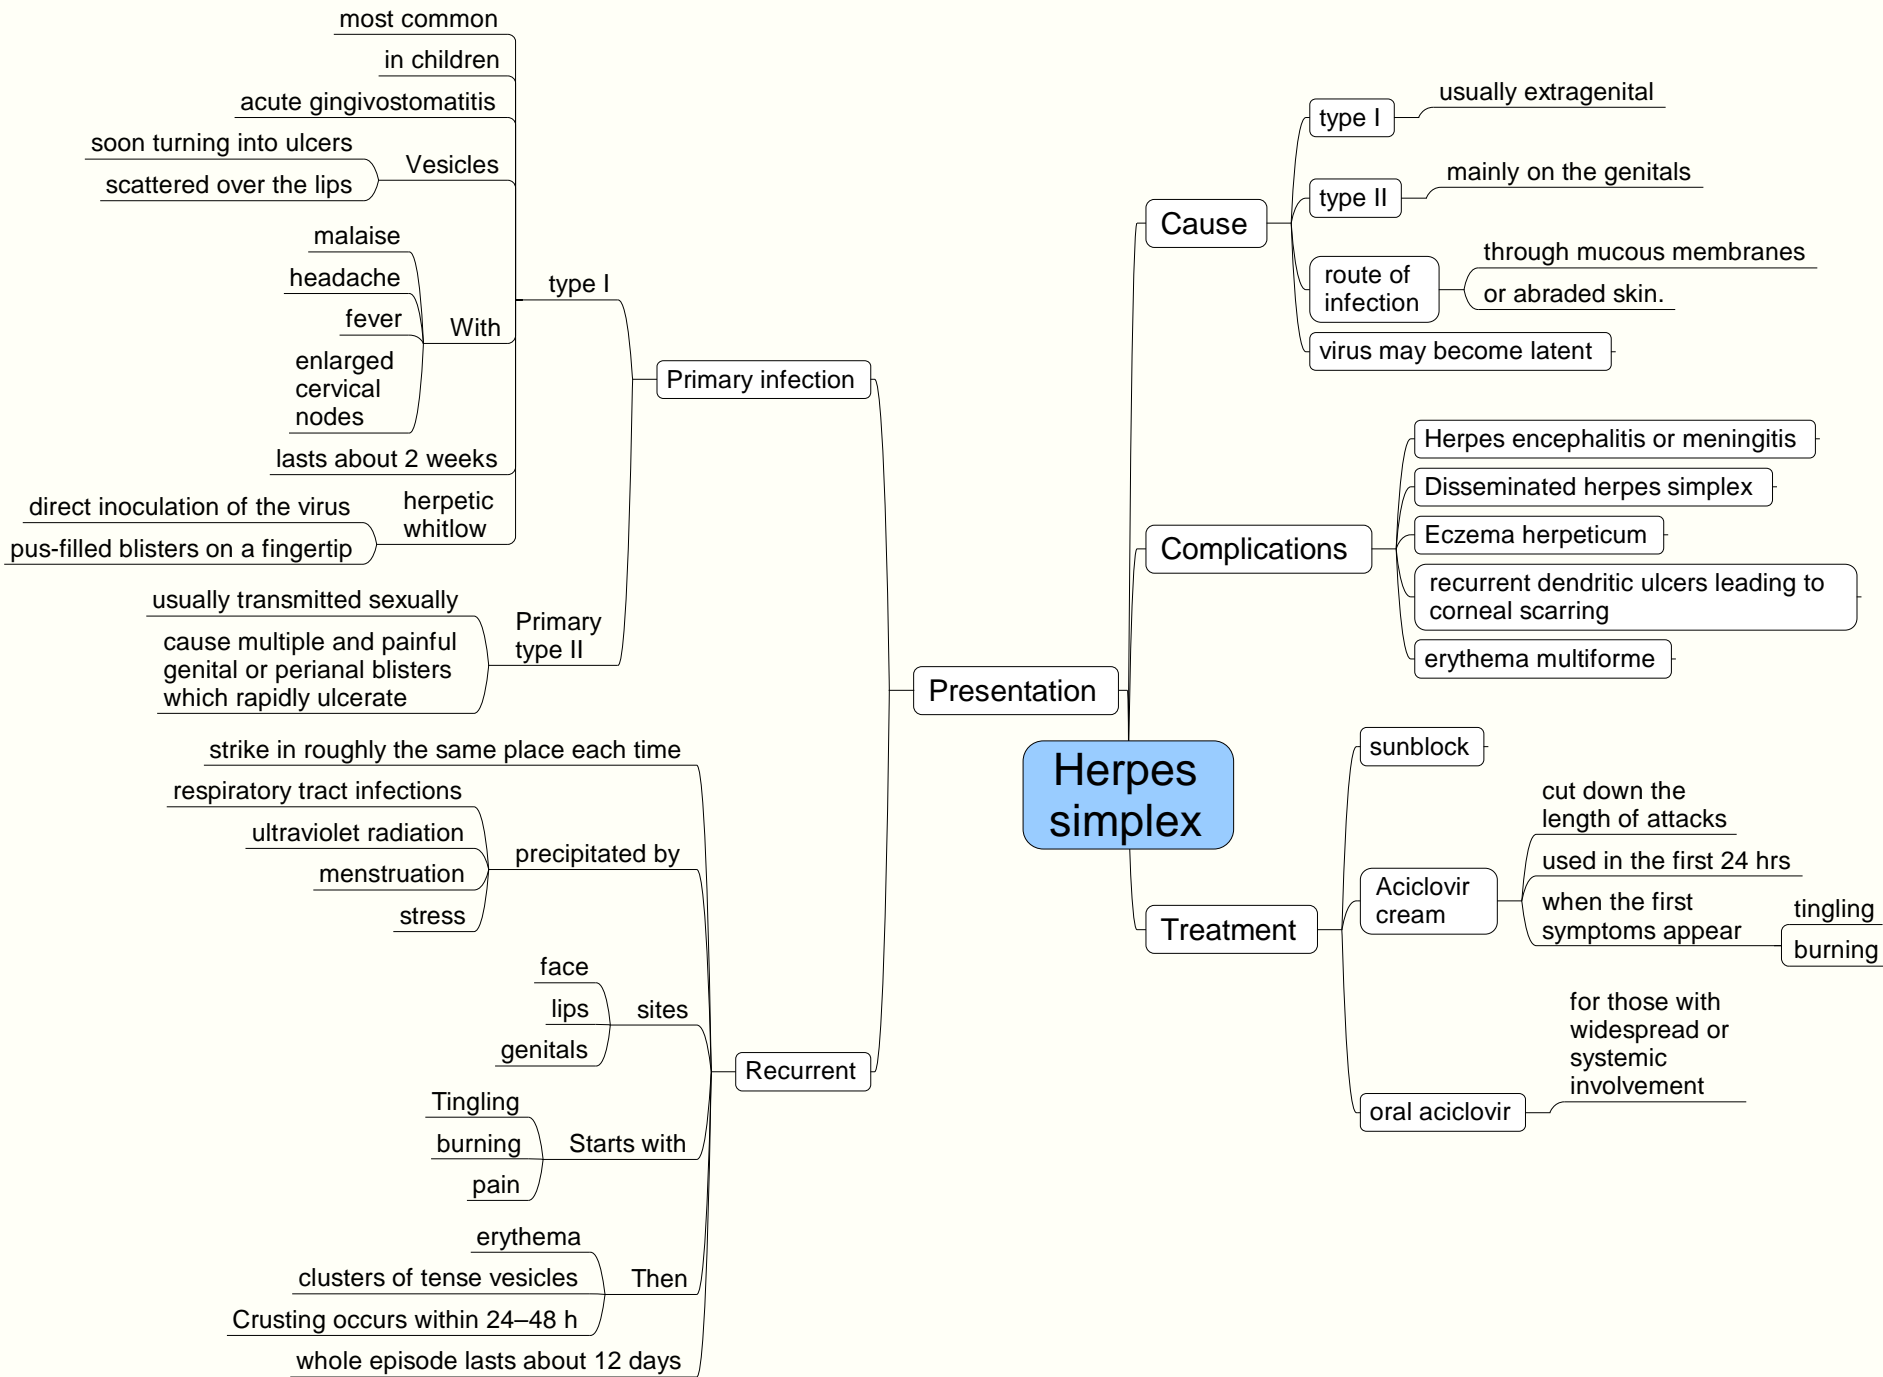 Herpes
simplex
Cause
type I
usually extragenital
type II
mainly on the genitals
route of
infection
through mucous membranes
or abraded skin.
virus may become latent
Complications
Herpes encephalitis or meningitis
Disseminated herpes simplex
Eczema herpeticum
recurrent dendritic ulcers leading to
corneal scarring
erythema multiforme
Treatment
sunblock
Aciclovir
cream
cut down the
length of attacks
used in the first 24 hrs
when the first
symptoms appear
tingling
burning
oral aciclovir
for those with
widespread or
systemic
involvement
Presentation
Primary infection
type I
most common
in children
acute gingivostomatitis
Vesicles
soon turning into ulcers
scattered over the lips
With
malaise
headache
fever
enlarged
cervical
nodes
lasts about 2 weeks
herpetic
whitlow
direct inoculation of the virus
pus-filled blisters on a fingertip
Primary
type II
usually transmitted sexually
cause multiple and painful
genital or perianal blisters
which rapidly ulcerate
Recurrent
strike in roughly the same place each time
precipitated by
respiratory tract infections
ultraviolet radiation
menstruation
stress
sites
face
lips
genitals
Starts with
Tingling
burning
pain
Then
erythema
clusters of tense vesicles
Crusting occurs within 24–48 h
whole episode lasts about 12 days